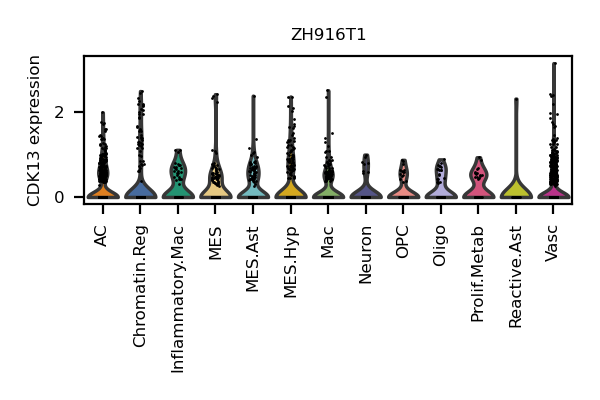 ZH916T1
CDK13 expression
2
0
AC
Chromatin.Reg
Inflammatory.Mac
MES
MES.Ast
MES.Hyp
Mac
Neuron
OPC
Oligo
Prolif.Metab
Reactive.Ast
Vasc